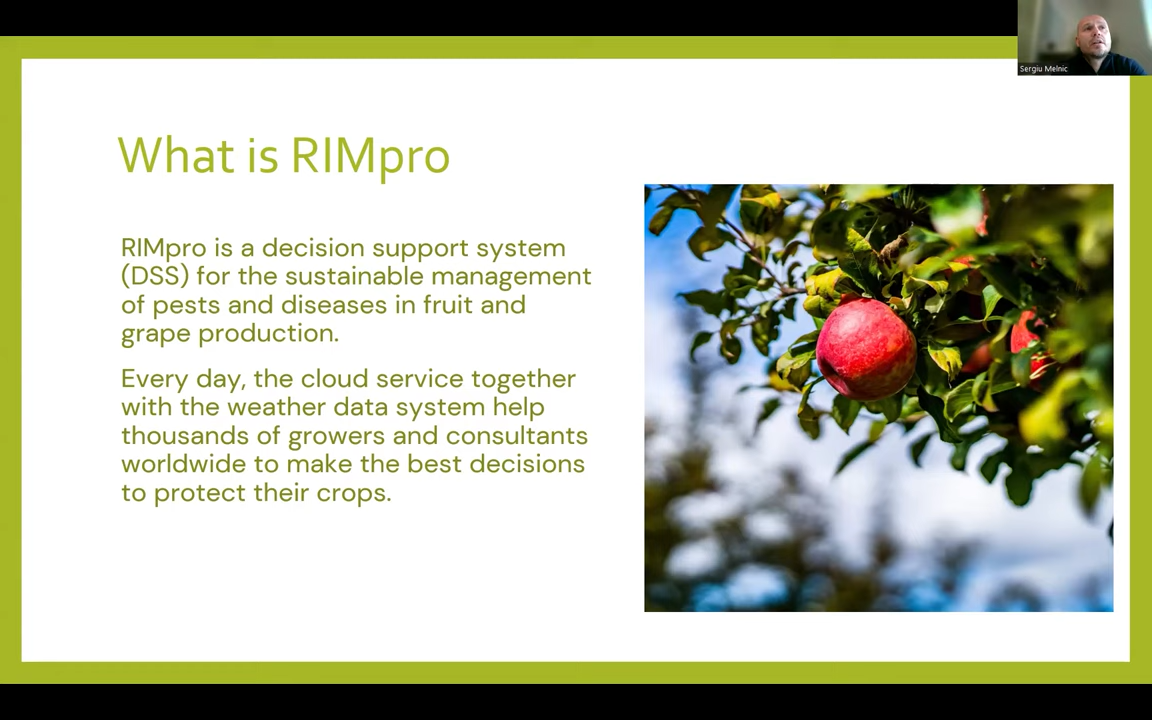 Sergiu Melnic
What is RIMpro
RIMpro is a decision support system
(DSS) for the sustainable management
of pests and diseases in fruit and
grape production.
Every day, the cloud service together
with the weather data system help
thousands of growers and consultants
worldwide to make the best decisions
to protect their crops.